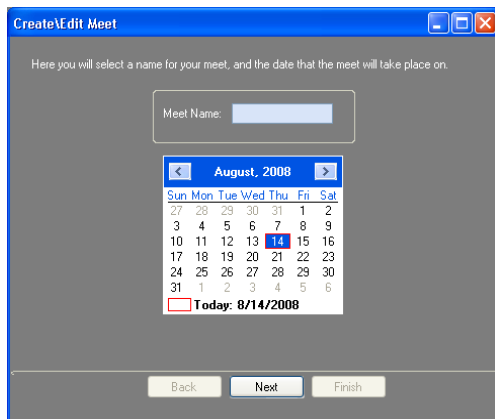 Create\Edit Meet
Here you will select a name for your meet, and the date that the meet will take place on.
Meet Name:
August, 2008
Sun Mon Tue Wed Thu Fri Sat
27 28 29 30 31 1 2
3 4 5 6 7 8 9
10 11 12 13 14 15 16
17 18 19 20 21 22 23
24 25 26 27 28 29 30
31 1 2 3 4 5 6
Today: 8/14/2008
Back Next Finish